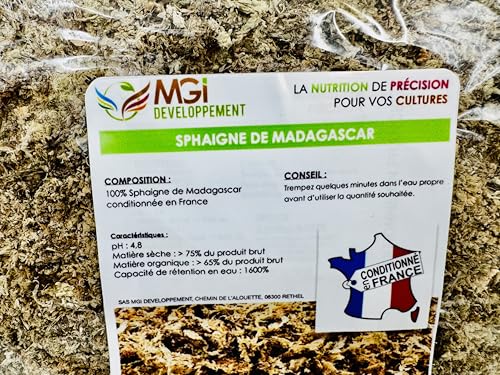 MGi
DEVELOPPEMENT
LA NUTRITION DE PRÉCISION
POUR VOS CULTURES
SPHAIGNE DE MADAGASCAR
COMPOSITION :
100% Sphaigne de Madagascar
conditionnée en France
CONSEIL :
Trempez quelques minutes dans l'eau propre
avant d'utiliser la quantité souhaitée.
Caractéristiques :
pH : 4,8
Matière sèche : > 75% du produit brut
Matière organique : > 65% du produit brut
Capacité de rétention en eau : 1600%
CONDITIONNÉ
EN FRANCE
SAS MGI DEVELOPPEMENT, CHEMIN DE L'ALOUETTE, 08300 RETHEL